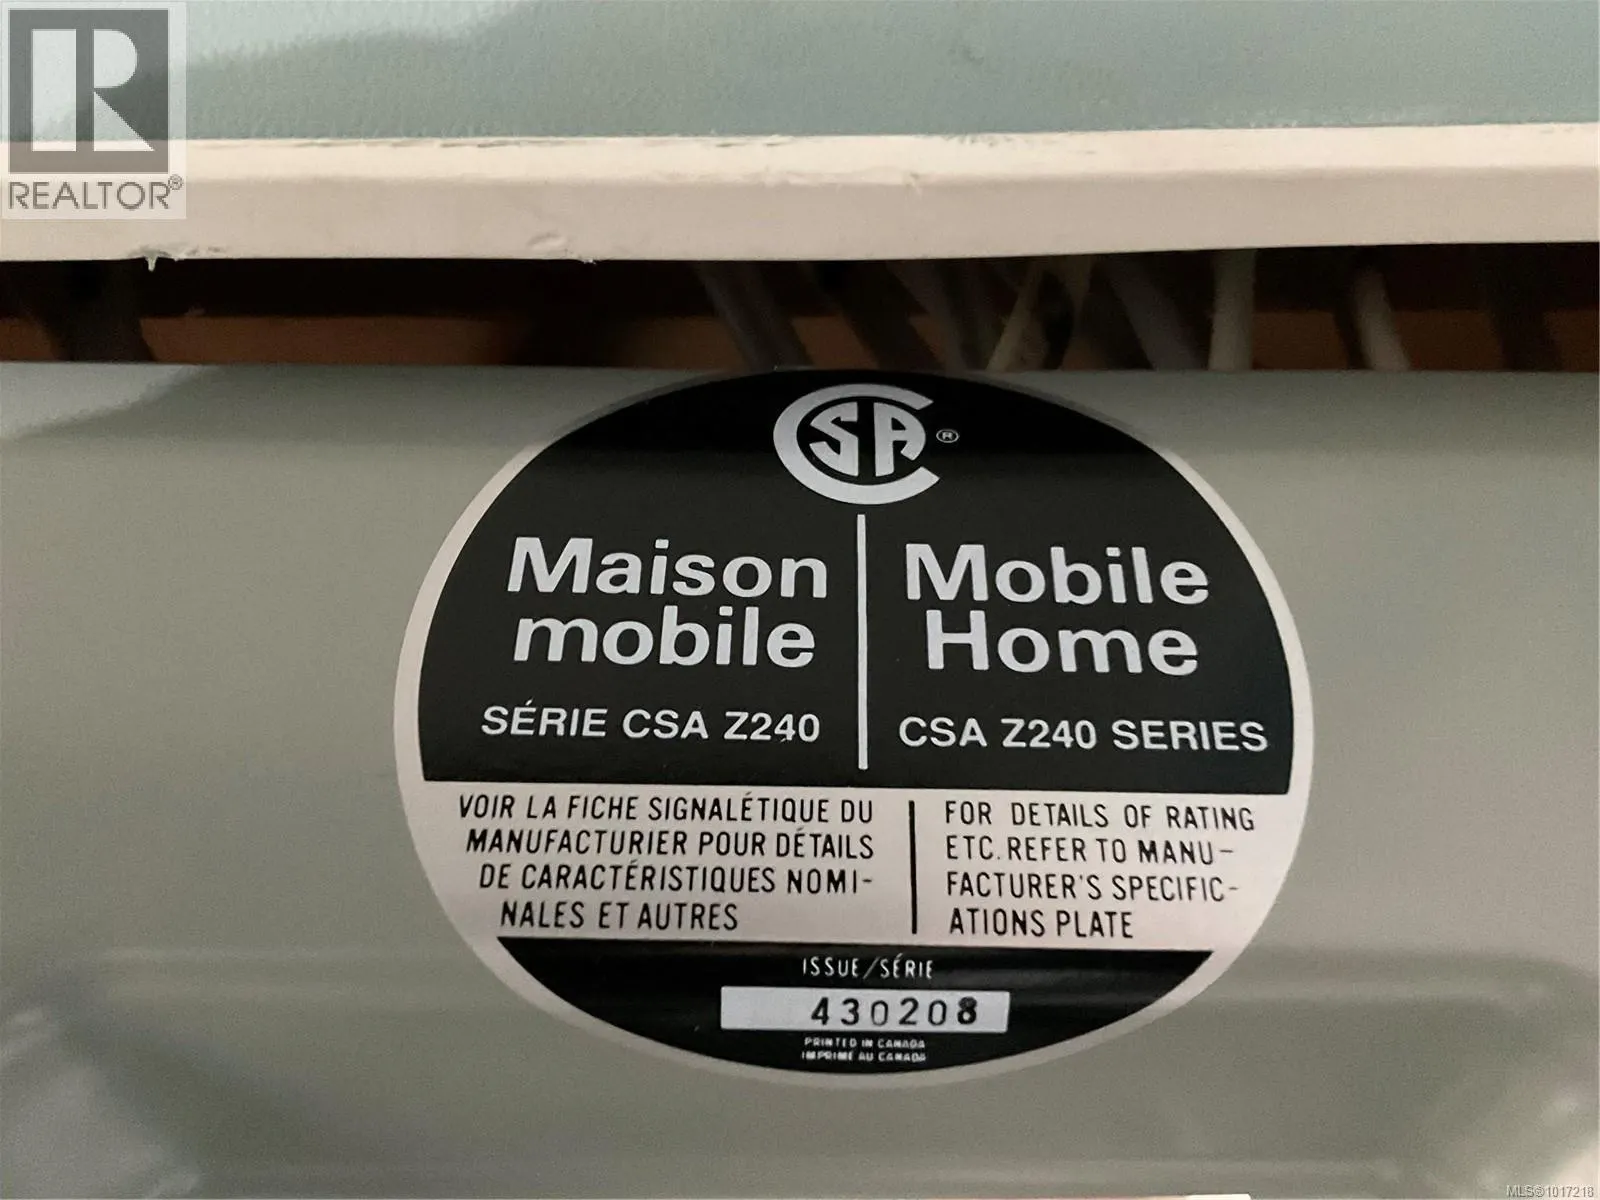 REALTOR®
CSA®
Maison
mobile
SÉRIE CSA Z240
Mobile
Home
CSA Z240 SERIES
VOIR LA FICHE SIGNALÉTIQUE DU
MANUFACTURIER POUR DÉTAILS
DE CARACTÉRISTIQUES NOMI-
NALES ET AUTRES
FOR DETAILS OF RATING
ETC. REFER TO MANU-
FACTURER'S SPECIFIC-
ATIONS PLATE
ISSUE/SÉRIE
430208
PRINTED IN CANADA
IMPRIMÉ AU CANADA
MLS®1017218